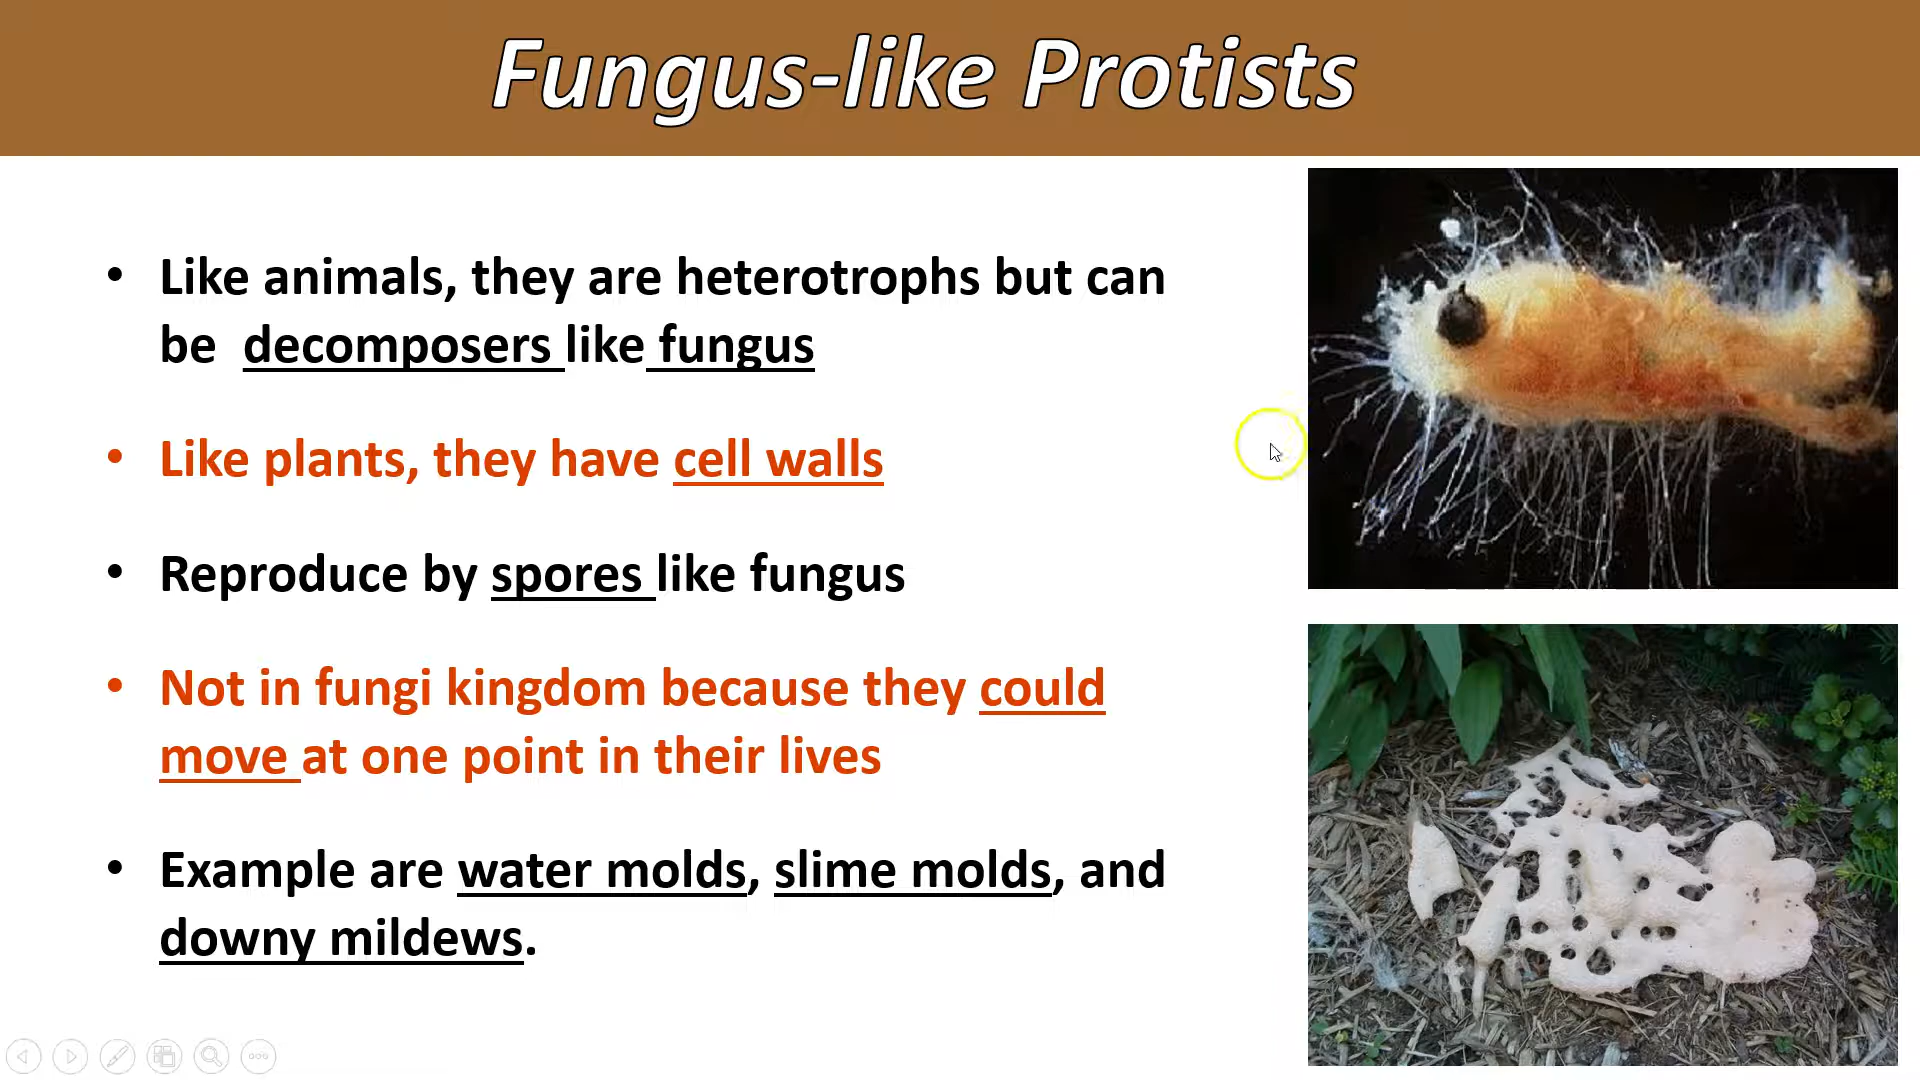 Fungus-like Protists
• Like animals, they are heterotrophs but can
be decomposers like fungus
• Like plants, they have cell walls
• Reproduce by spores like fungus
• Not in fungi kingdom because they could
move at one point in their lives
• Example are water molds, slime molds, and
downy mildews.